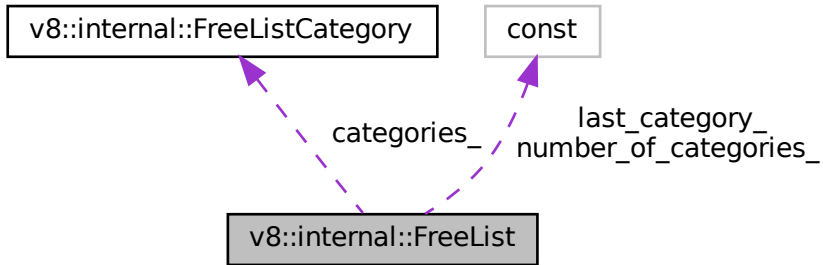 v8::internal::FreeListCategory
const
categories_
last_category_
number_of_categories_
v8::internal::FreeList